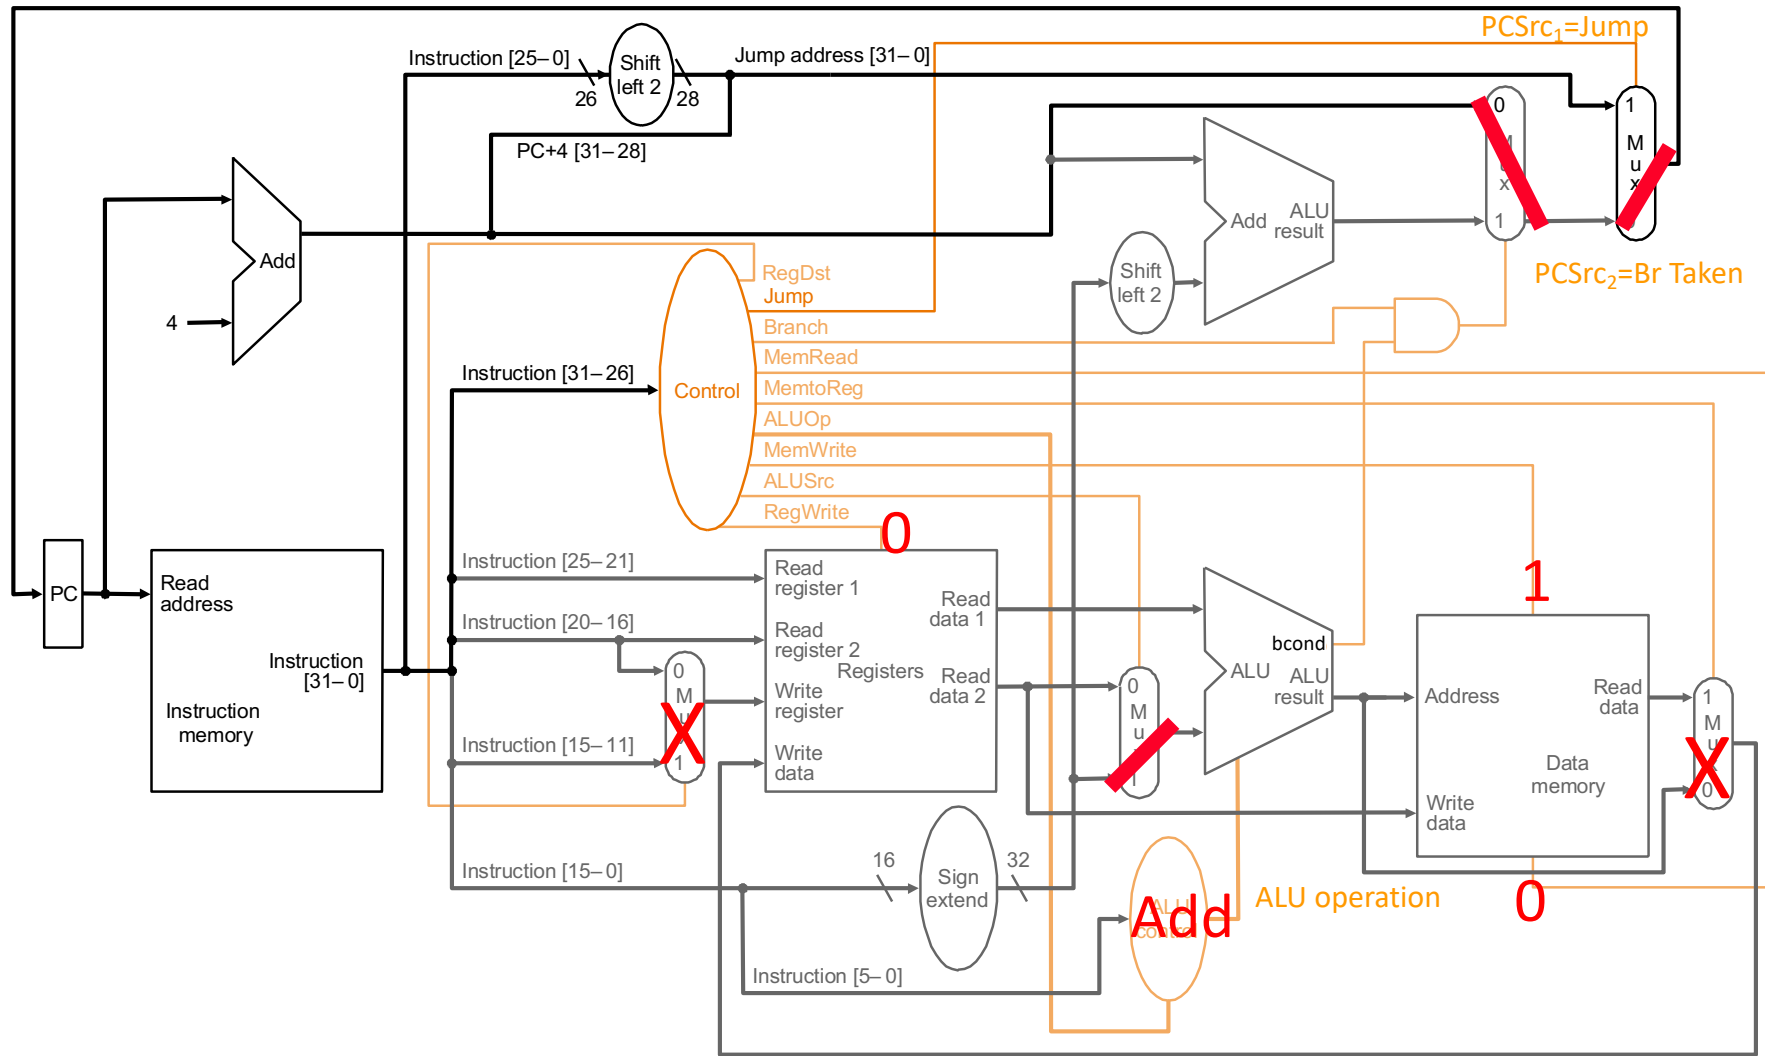 PCSrc1=Jump
Instruction [25–0]
Shift
left 2
Jump address [31–0]
26
28
PC+4 [31–28]
0
M
u
x
1
1
M
u
x
Add
4
Add
ALU
result
Shift
left 2
PCSrc2=Br Taken
RegDst
Jump
Branch
MemRead
MemtoReg
ALUOp
MemWrite
ALUSrc
RegWrite
Control
Instruction [31–26]
0
1
PC
Read
address
Instruction
[31–0]
Instruction
memory
Instruction [25–21]
Instruction [20–16]
Instruction [15–11]
Instruction [15–0]
Instruction [5–0]
0
M
u
X
1
Read
register 1
Read
register 2
Write
register
Write
data
Registers
Read
data 1
Read
data 2
0
M
u
bcond
ALU
ALU
result
Address
Write
data
Read
data
Data
memory
1
M
u
X
0
16
Sign
extend
32
ALU
control
Add
ALU operation
0